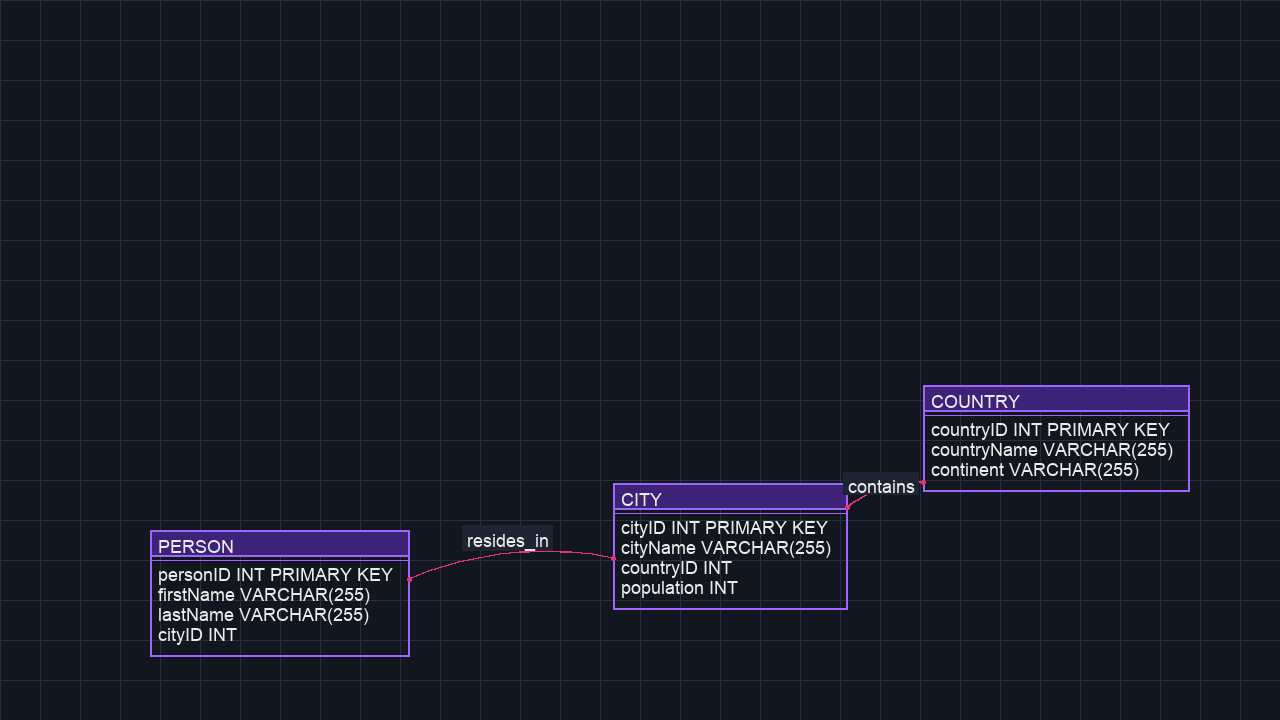 PERSON
personID INT PRIMARY KEY
firstName VARCHAR(255)
lastName VARCHAR(255)
cityID INT
resides_in
CITY
cityID INT PRIMARY KEY
cityName VARCHAR(255)
countryID INT
population INT
contains
COUNTRY
countryID INT PRIMARY KEY
countryName VARCHAR(255)
continent VARCHAR(255)